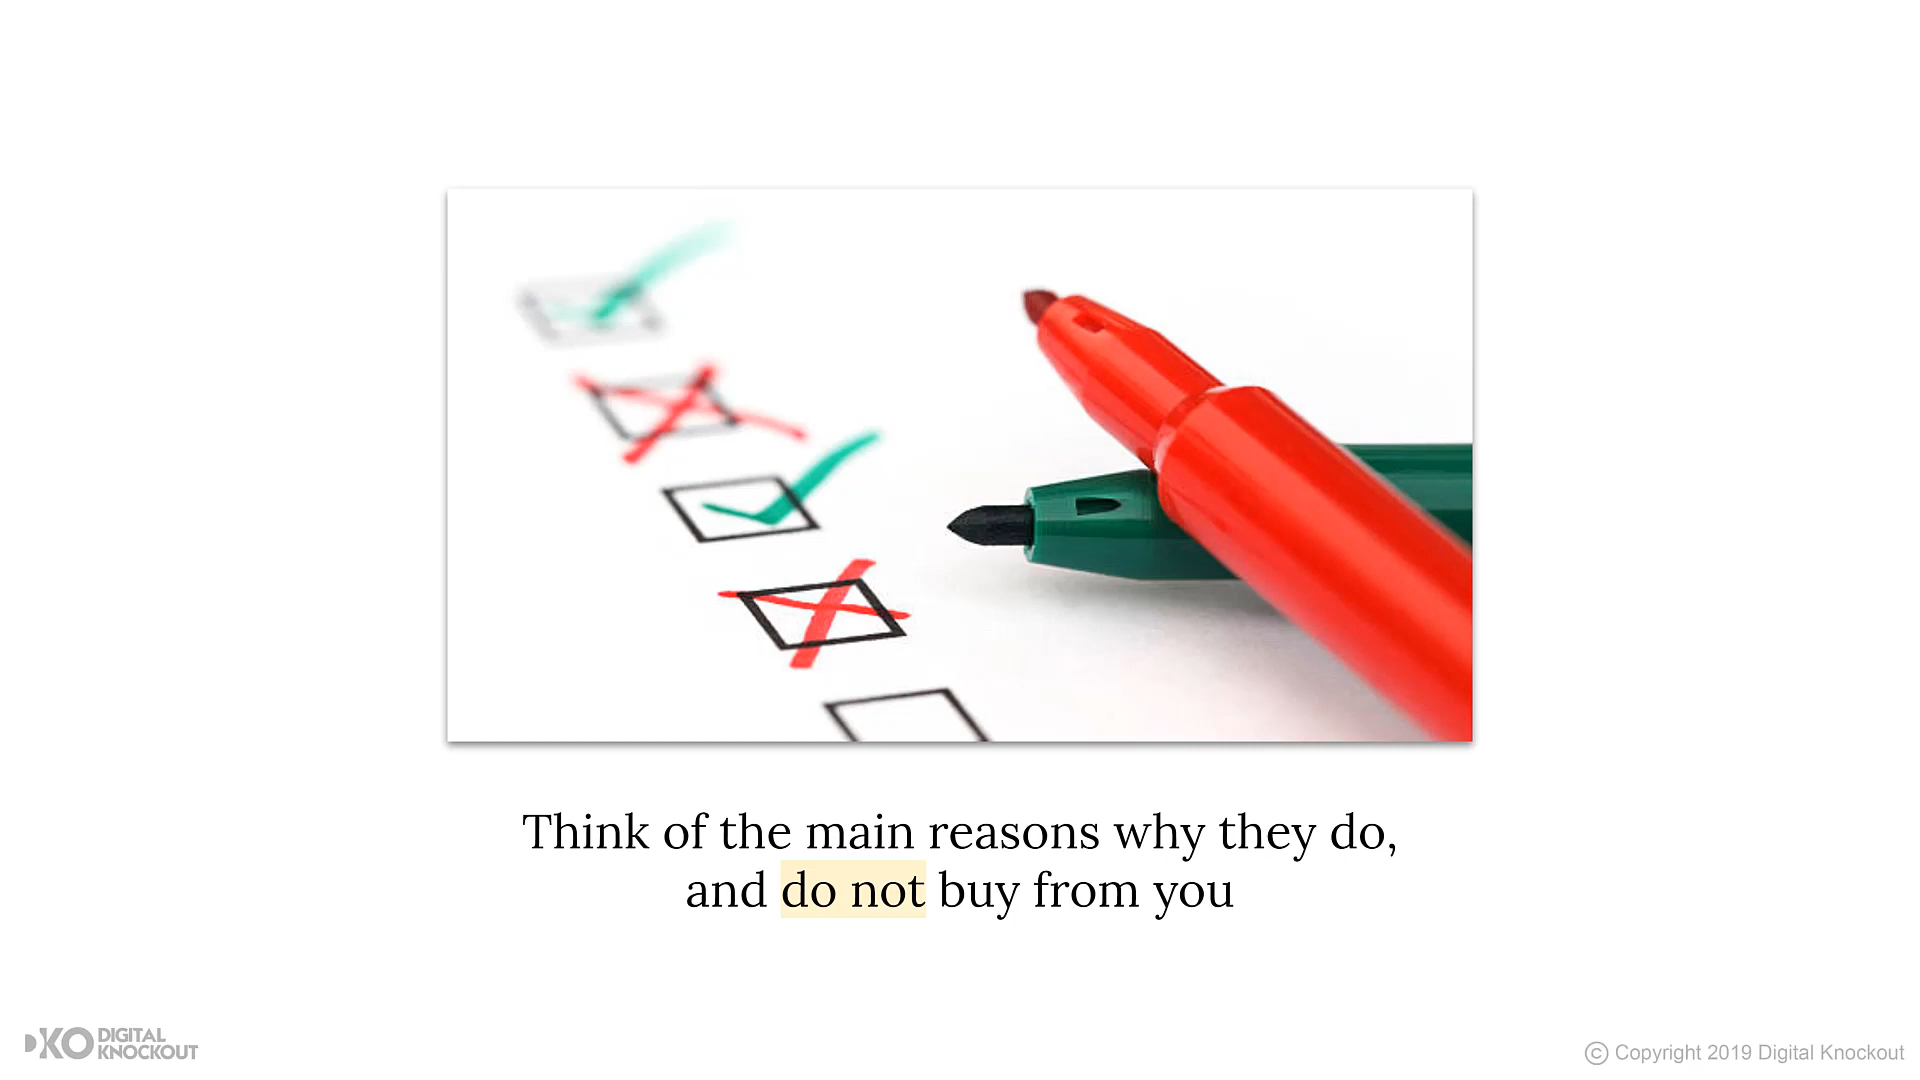 Think of the main reasons why they do,
and do not buy from you
KO DIGITAL
KNOCKOUT
© Copyright 2019 Digital Knockout